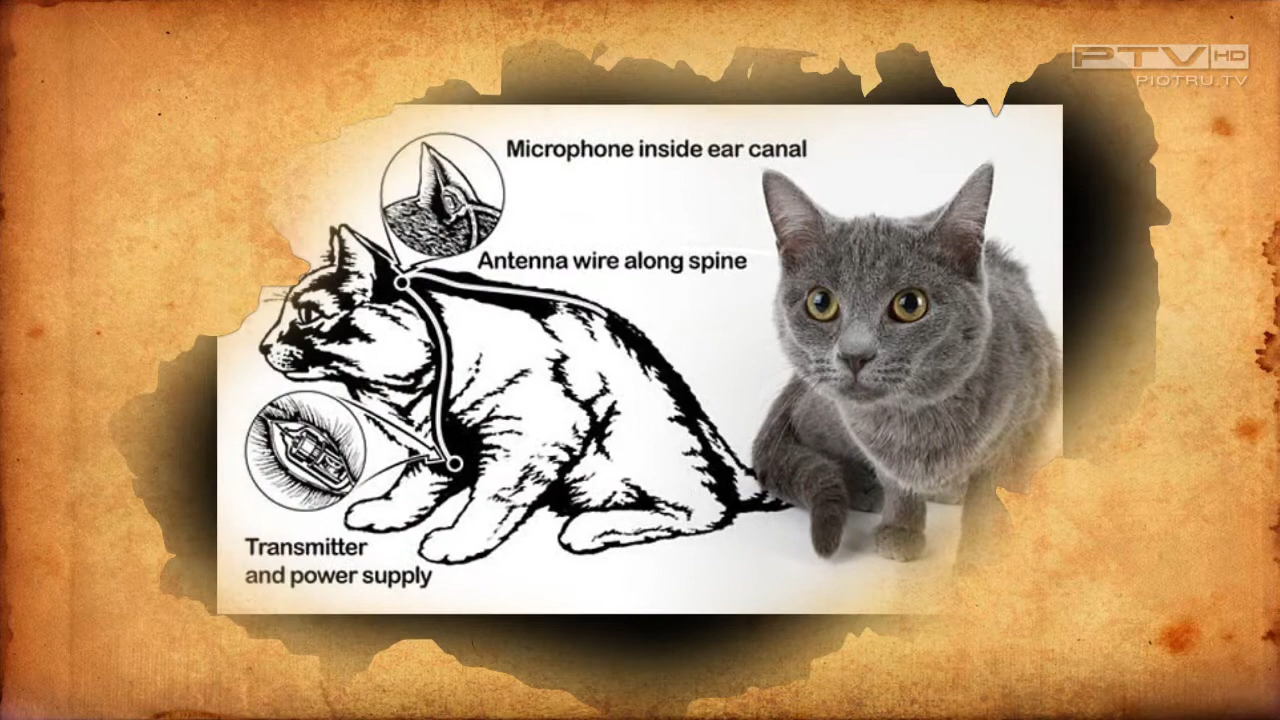 PTV HD
PIOTRU.TV
Microphone inside ear canal
Antenna wire along spine
Transmitter
and power supply